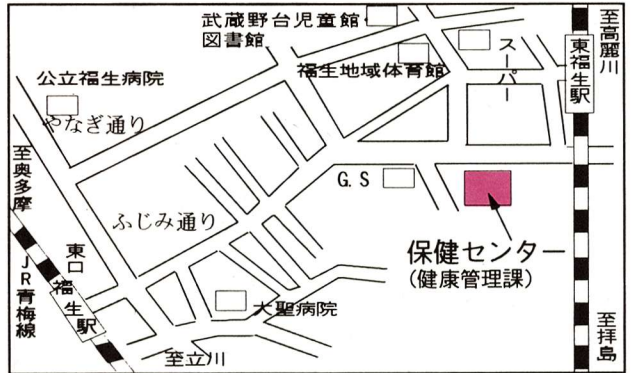 武蔵野台児童館・
図書館
至高麗川
スーパー
東福生駅
福生地域体育館
公立福生病院
やなぎ通り
至奥多摩
G.S
ふじみ通り
保健センター
(健康管理課)
東口
福生駅
JR青梅線
大聖病院
至拝島
至立川